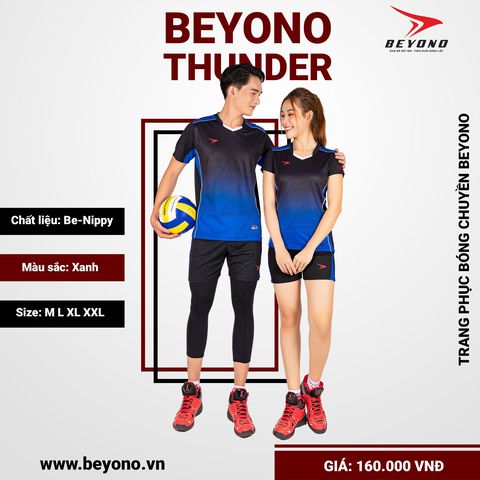 BEYONO
THUNDER
BEYONO
Chất liệu: Be-Nippy
Màu sắc: Xanh
Size: M L XL XXL
TRANG PHỤC BÓNG CHUYỀN BEYONO
www.beyono.vn
GIÁ: 160.000 VNĐ